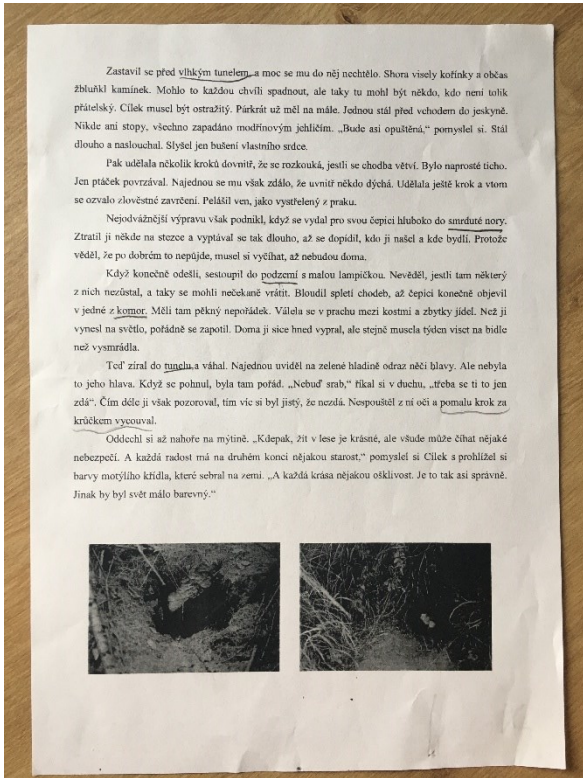 Zastavil se před vlhkým tunelem a moc se mu do něj nechtělo. Shora visely kořínky a občas
žbluňkl kamínek. Mohlo to každou chvíli spadnout, ale taky tu mohl být někdo, kdo není tolik
přátelský. Cílek musel být ostražitý. Párkrát už měl na mále. Jednou stál před vchodem do jeskyně.
Nikde ani stopy, všechno zapadáno modřínovým jehličím. „Bude asi opuštěná,“ pomyslel si. Stál
dlouho a naslouchal. Slyšel jen bušení vlastního srdce.
Pak udělala několik kroků dovnitř, že se rozkouká, jestli se chodba větví. Bylo naprosté ticho.
Jen ptáček povrzával. Najednou se mu však zdálo, že uvnitř někdo dýchá. Udělala ještě krok a vtom
se ozvalo zlověstné zavrčení. Pelášil ven, jako vystřelený z praku.
Nejodvážnější výpravu však podnikl, když se vydal pro svou čepici hluboko do smrduté nory.
Ztratil ji někde na stezce a vyptával se tak dlouho, až se dopídil, kdo ji našel a kde bydlí. Protože
věděl, že po dobrém to nepůjde, musel si vyčíhat, až nebudou doma.
Když konečně odešli, sestoupil do podzemí s malou lampičkou. Nevěděl, jestli tam některý
z nich nezůstal, a taky se mohli nečekaně vrátit. Bloudil spletí chodeb, až čepici konečně objevil
v jedné z komor. Měli tam pěkný nepořádek. Válela se v prachu mezi kostmi a zbytky jídel. Než ji
vynesl na světlo, pořádně se zapotil. Doma ji sice hned vypral, ale stejně musela týden viset na bidle
než vysmrádla.
Teď zíral do tunelu a váhal. Najednou uviděl na zelené hladině odraz něčí hlavy. Ale nebyla
to jeho hlava. Když se pohnul, byla tam pořád. „Nebuď srab,“ říkal si v duchu, „třeba se ti to jen
zdá“. Čím déle ji však pozoroval, tím víc si byl jistý, že nezdá. Nespouštěl z ní oči a pomalu krok za
krůčkem vycouval.
Oddechl si až nahoře na mýtině. „Kdepak, žít v lese je krásné, ale všude může číhat nějaké
nebezpečí. A každá radost má na druhém konci nějakou starost,“ pomyslel si Cílek a prohlížel si
barvy motýlího křídla, které sebral na zemi. „A každá krása nějakou ošklivost. Je to tak asi správně.
Jinak by byl svět málo barevný.“